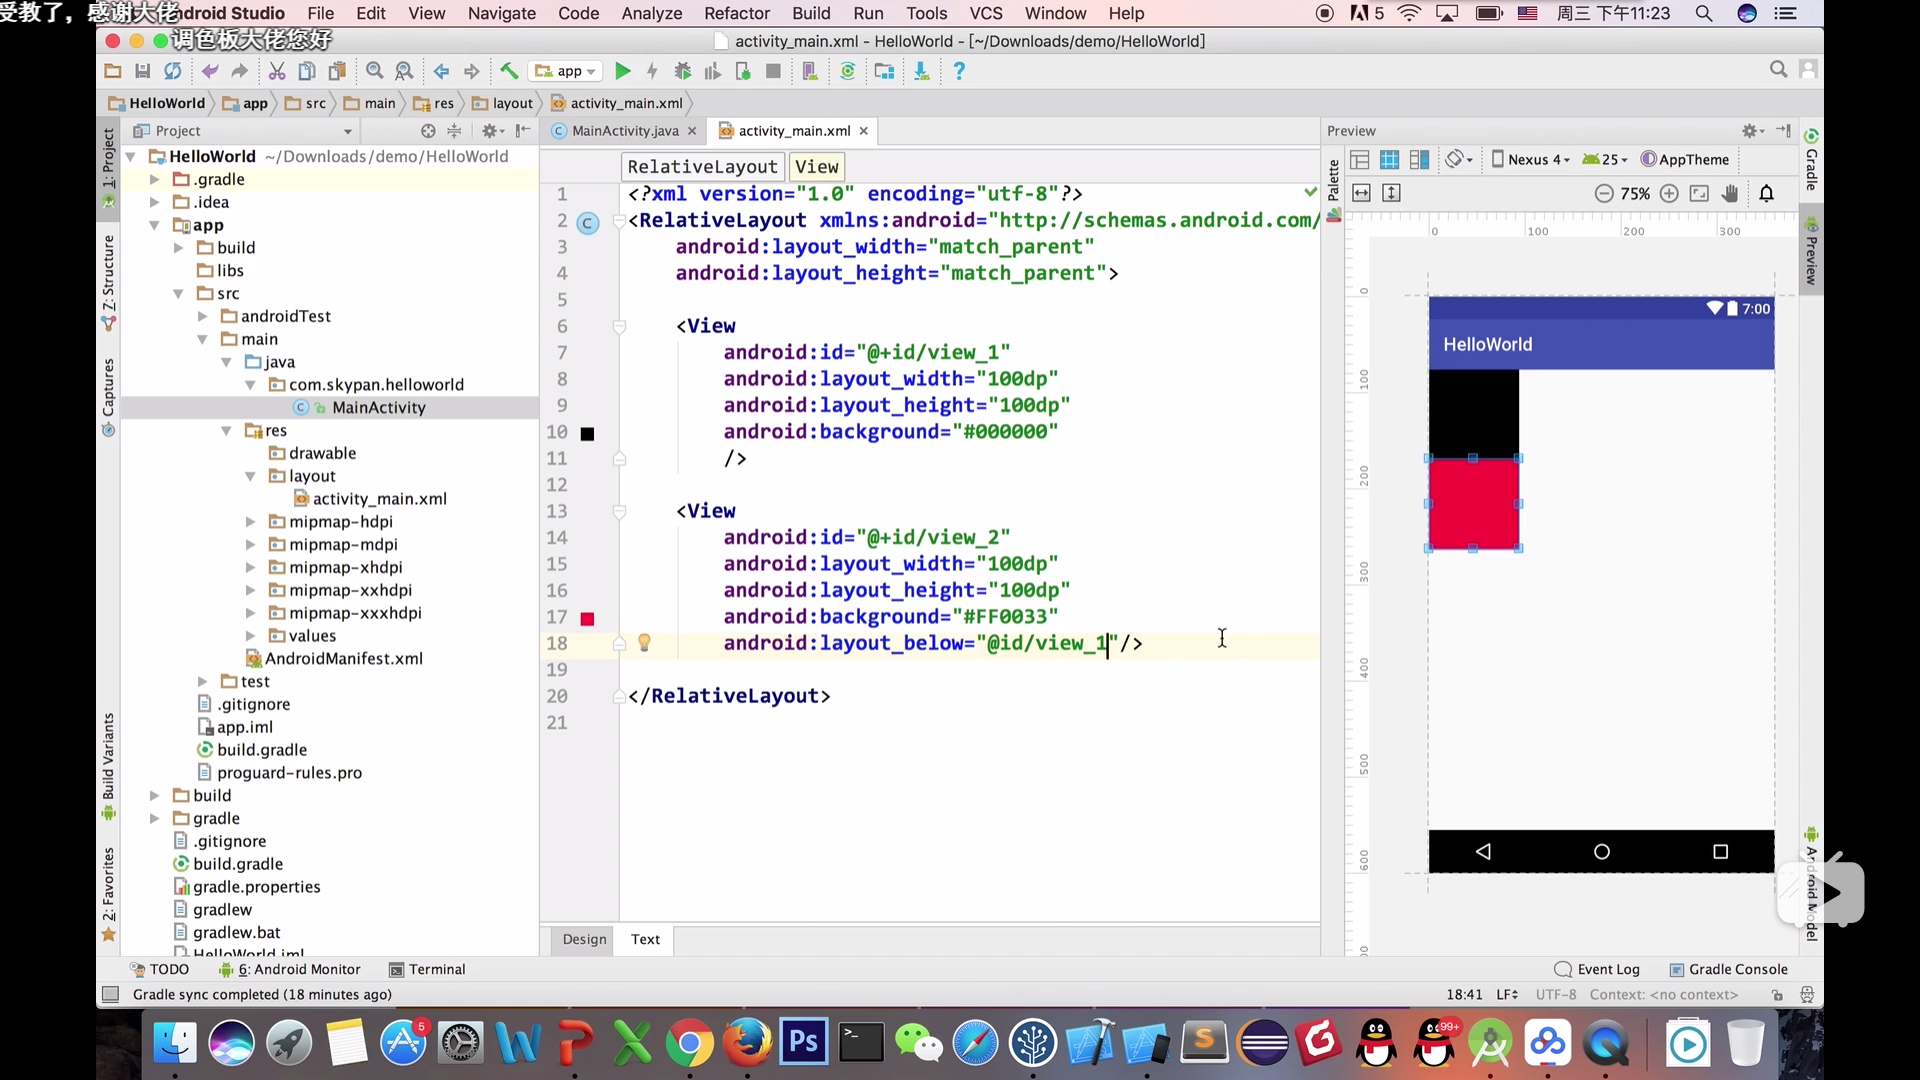 受教了，感谢大佬
调色板大佬您好
Android Studio File Edit View Navigate Code Analyze Refactor Build Run Tools VCS Window Help 5 周三 下午11:23
activity_main.xml - HelloWorld - [~/Downloads/demo/HelloWorld]
app
HelloWorld app src main res layout activity_main.xml
Project
MainActivity.java activity_main.xml
Preview
1: Project
Z: Structure
Captures
Build Variants
2: Favorites
HelloWorld ~/Downloads/demo/HelloWorld
.gradle
.idea
app
build
libs
src
androidTest
main
java
com.skypan.helloworld
MainActivity
res
drawable
layout
activity_main.xml
mipmap-hdpi
mipmap-mdpi
mipmap-xhdpi
mipmap-xxhdpi
mipmap-xxxhdpi
values
AndroidManifest.xml
test
.gitignore
app.iml
build.gradle
proguard-rules.pro
build
gradle
.gitignore
build.gradle
gradle.properties
gradlew
gradlew.bat
HelloWorld.iml
RelativeLayout View
1 <?xml version="1.0" encoding="utf-8"?>
2 <RelativeLayout xmlns:android="http://schemas.android.com/
3 android:layout_width="match_parent"
4 android:layout_height="match_parent">
5
6 <View
7 android:id="@+id/view_1"
8 android:layout_width="100dp"
9 android:layout_height="100dp"
10 android:background="#000000"
11 />
12
13 <View
14 android:id="@+id/view_2"
15 android:layout_width="100dp"
16 android:layout_height="100dp"
17 android:background="#FF0033"
18 android:layout_below="@id/view_1"/>
19
20 </RelativeLayout>
21
Design Text
Palette
Nexus 4 25 AppTheme
75%
0 100 200 300
0
100
200
300
400
500
600
7:00
HelloWorld
Gradle
Preview
Android Model
TODO 6: Android Monitor Terminal Event Log Gradle Console
Gradle sync completed (18 minutes ago) 18:41 LF UTF-8 Context: <no context>
5
Ps
99+